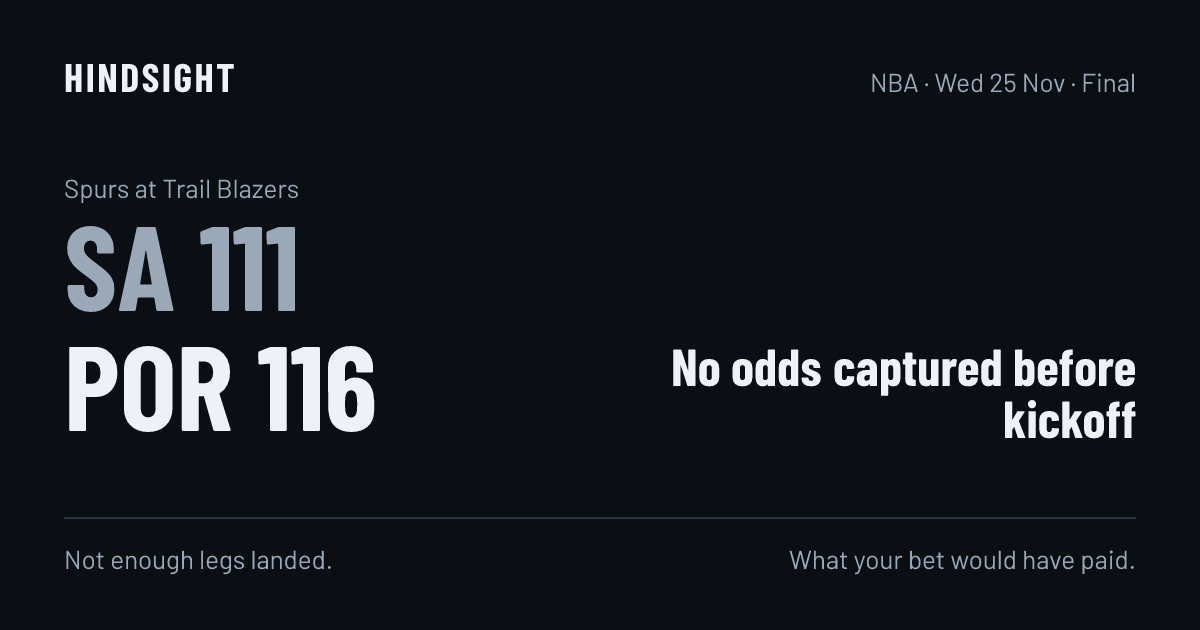 HINDSIGHT
NBA · Wed 25 Nov · Final
Spurs at Trail Blazers
SA 111
POR 116
No odds captured before
kickoff
Not enough legs landed.
What your bet would have paid.